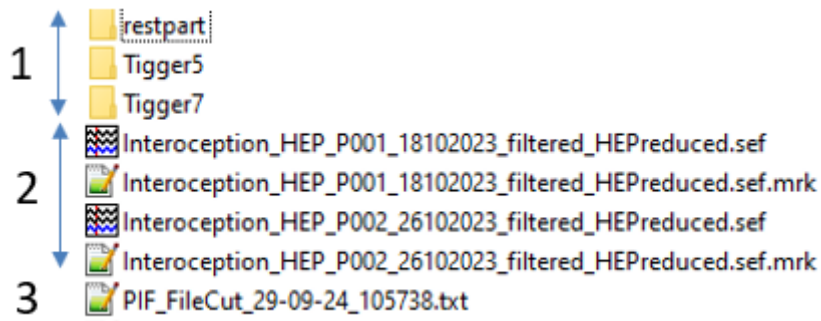 restpart
1 Tigger5
Tigger7
Interoception_HEP_P001_18102023_filtered_HEPreduced.sef
2 Interoception_HEP_P001_18102023_filtered_HEPreduced.sef.mrk
Interoception_HEP_P002_26102023_filtered_HEPreduced.sef
Interoception_HEP_P002_26102023_filtered_HEPreduced.sef.mrk
3 PIF_FileCut_29-09-24_105738.txt